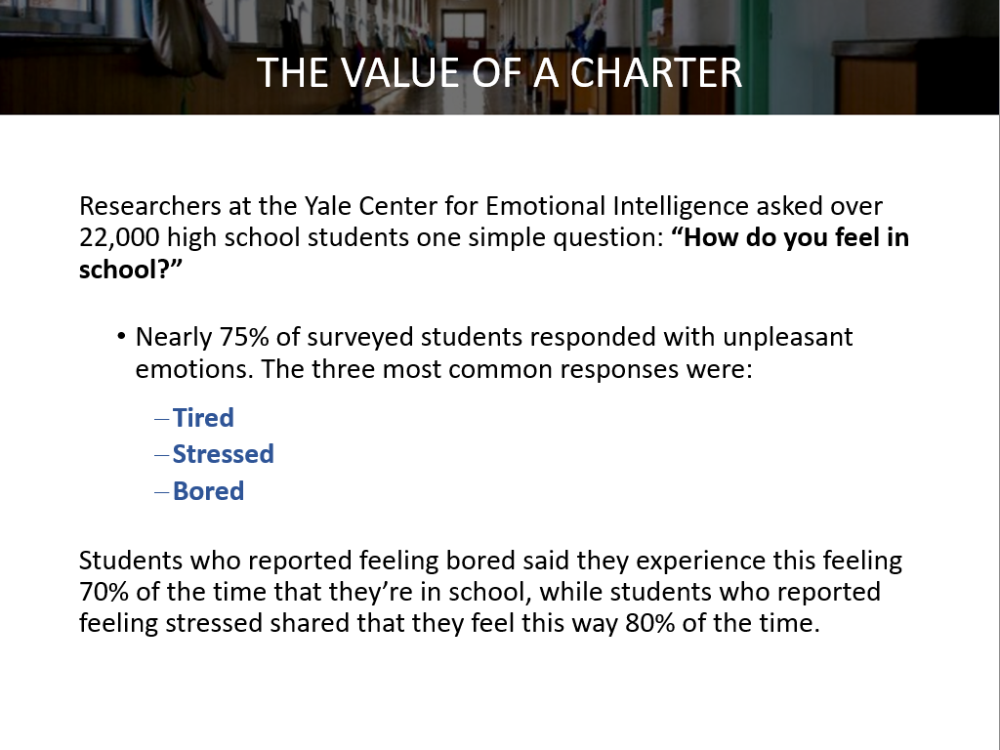 THE VALUE OF A CHARTER
Researchers at the Yale Center for Emotional Intelligence asked over
22,000 high school students one simple question: “How do you feel in
school?”
• Nearly 75% of surveyed students responded with unpleasant
emotions. The three most common responses were:
–Tired
–Stressed
–Bored
Students who reported feeling bored said they experience this feeling
70% of the time that they’re in school, while students who reported
feeling stressed shared that they feel this way 80% of the time.